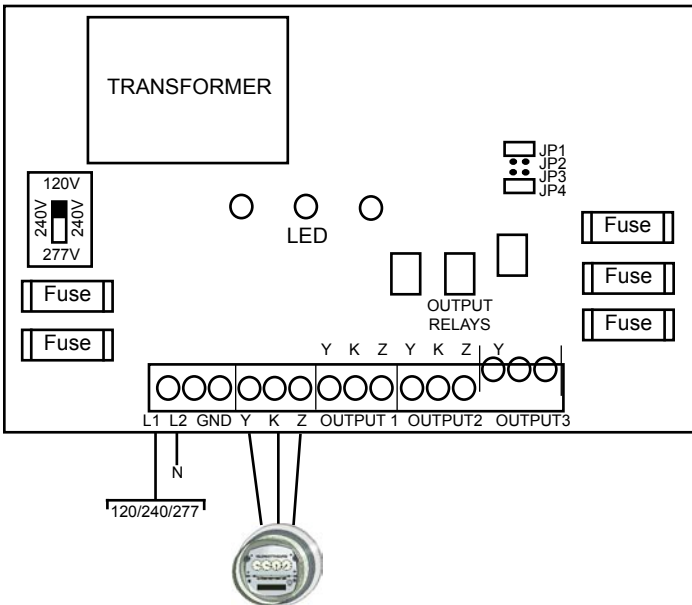 TRANSFORMER
JP1
JP2
JP3
JP4
120V
240V
240V
277V
LED
Fuse
Fuse
Fuse
Fuse
Fuse
OUTPUT
RELAYS
Y K Z Y K Z Y
L1 L2 GND Y K Z OUTPUT 1 OUTPUT2 OUTPUT3
N
120/240/277